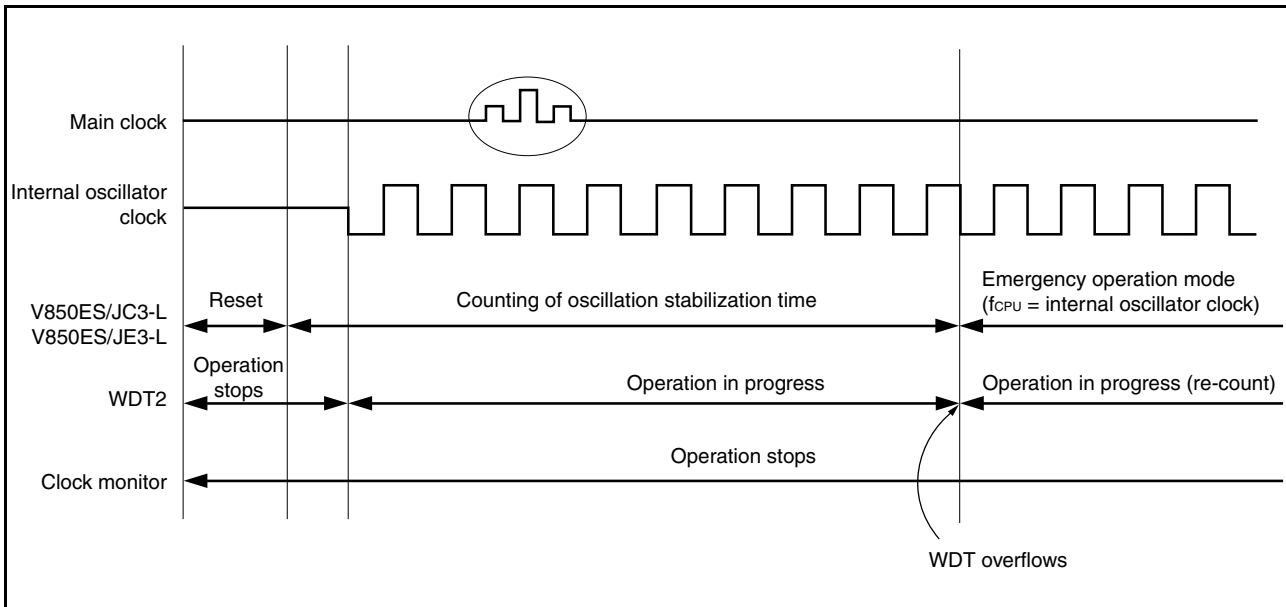 Main clock
Internal oscillator
clock
V850ES/JC3-L
V850ES/JE3-L
Reset
Counting of oscillation stabilization time
Emergency operation mode
(fCPU = internal oscillator clock)
WDT2
Operation
stops
Operation in progress
Operation in progress (re-count)
Clock monitor
Operation stops
WDT overflows